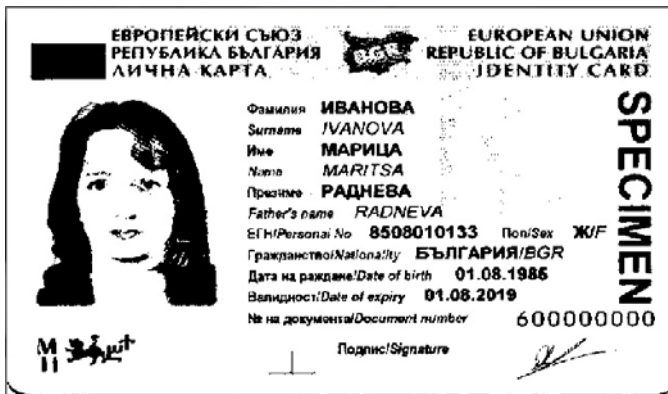 ЕВРОПЕЙСКИ СЪЮЗ
РЕПУБЛИКА БЪЛГАРИЯ
ЛИЧНА КАРТА
EUROPEAN UNION
REPUBLIC OF BULGARIA
IDENTITY CARD
Фамилия ИВАНОВА
Surname IVANOVA
Име МАРИЦА
Name MARITSA
Презиме РАДНЕВА
Father's name RADNEVA
ЕГН/Personal No 8508010133 Пол/Sex Ж/F
Гражданство/Nationality БЪЛГАРИЯ/BGR
Дата на раждане/Date of birth 01.08.1985
Валидност/Date of expiry 01.08.2019
№ на документа/Document number 600000000
Подпис/Signature
SPECIMEN